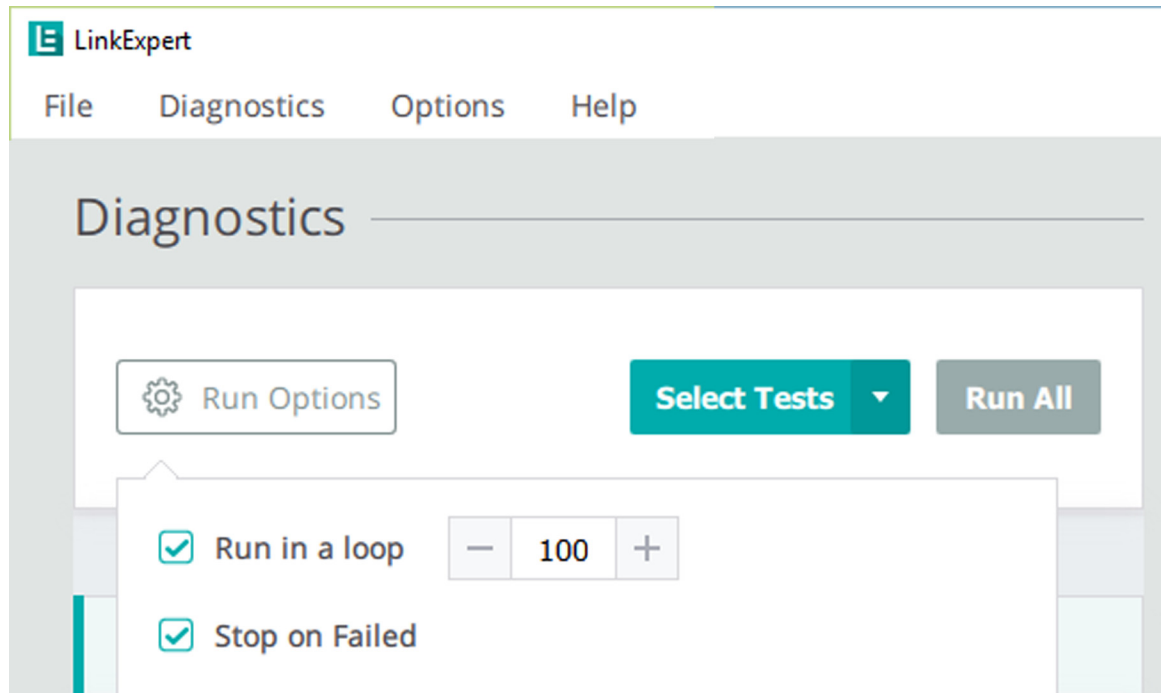 LinkExpert
File Diagnostics Options Help
Diagnostics
Run Options Select Tests Run All
Run in a loop 100
Stop on Failed